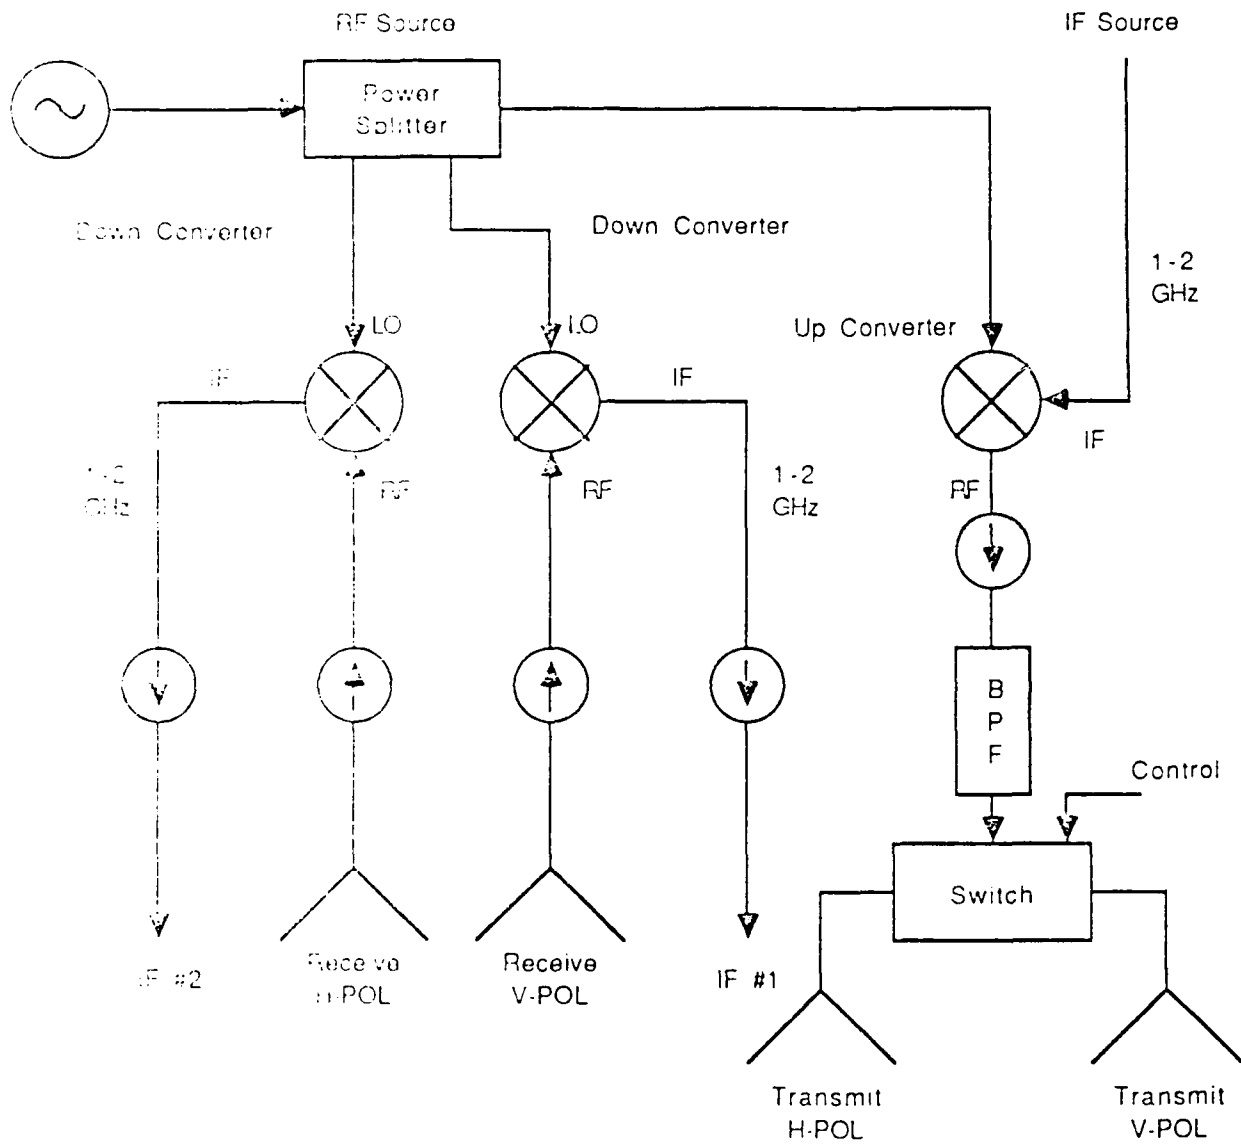 RF Source
IF Source
Power
Splitter
Down Converter
Down Converter
1-2
GHz
LO
LO
Up Converter
IF
IF
IF
1-2
GHz
RF
RF
1-2
GHz
RF
B
P
F
Control
Switch
IF #2
Receive
H-POL
Receive
V-POL
IF #1
Transmit
H-POL
Transmit
V-POL